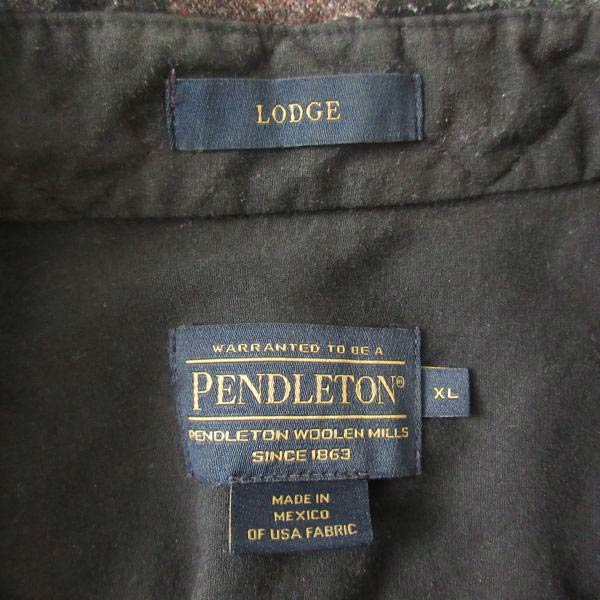 LODGE
WARRANTED TO BE A
PENDLETON®
XL
PENDLETON WOOLEN MILLS
SINCE 1863
MADE IN
MEXICO
OF USA FABRIC